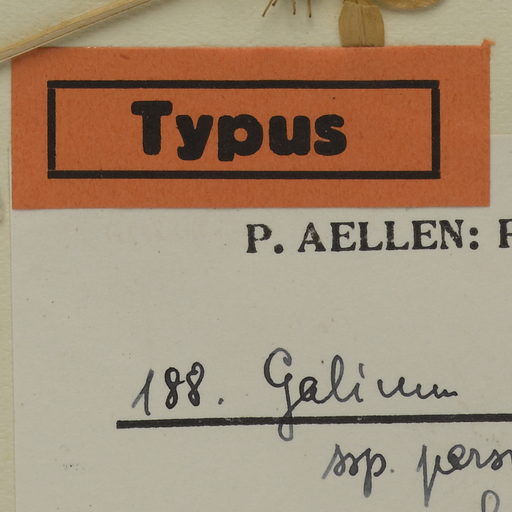 Typus
P. AELLEN:
188. Galium
ssp.